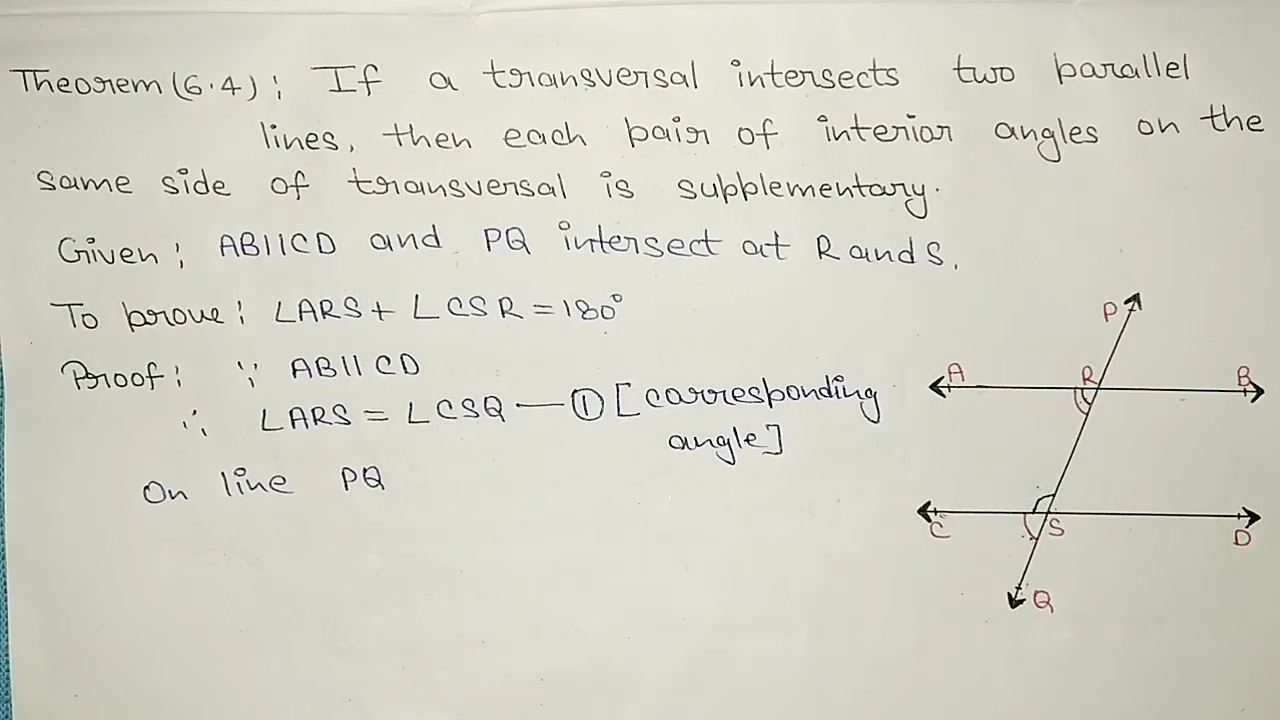 Theorem (6.4) : If a transversal intersects two parallel
lines, then each pair of interior angles on the
same side of transversal is supplementary.
Given : AB||CD and PQ intersect at R and S.
To prove : ∠ARS + ∠CSR = 180°
Proof : ∵ AB||CD
∴ ∠ARS = ∠CSQ — ① [corresponding
angle]
On line PQ
P
A R B
C S D
Q